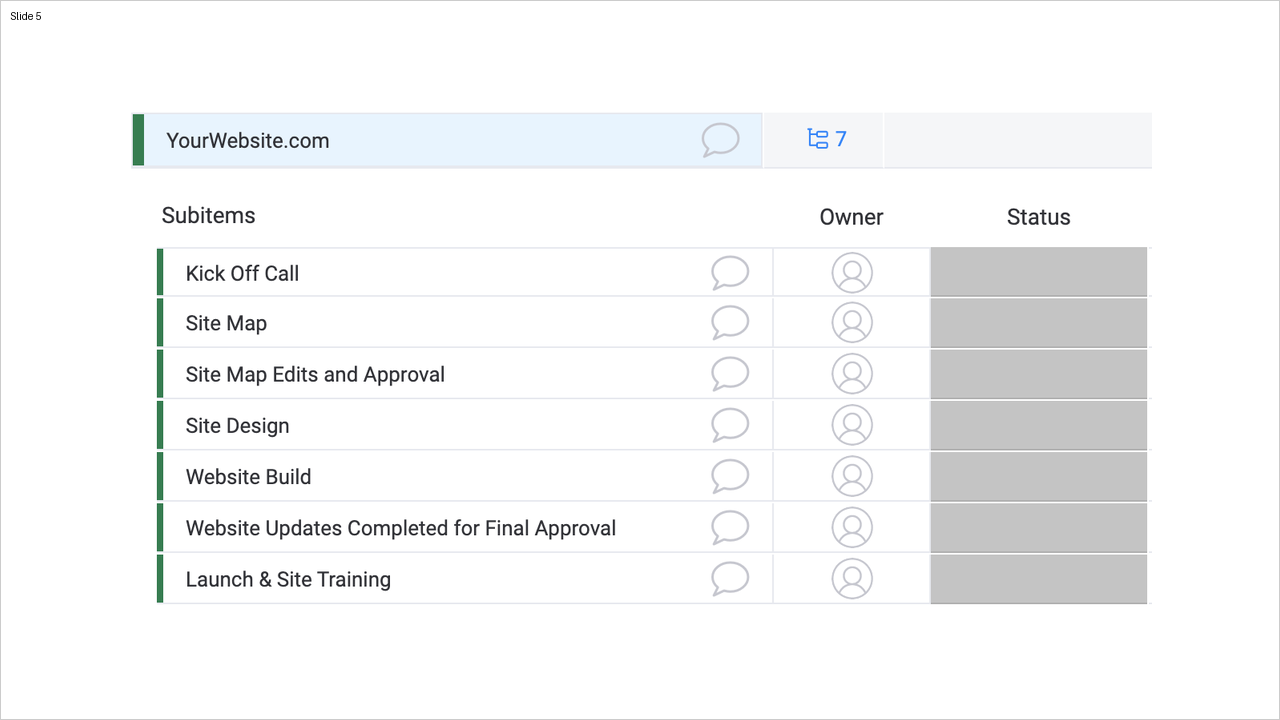 Slide 5
YourWebsite.com
7
Subitems
Owner
Status
Kick Off Call
Site Map
Site Map Edits and Approval
Site Design
Website Build
Website Updates Completed for Final Approval
Launch & Site Training